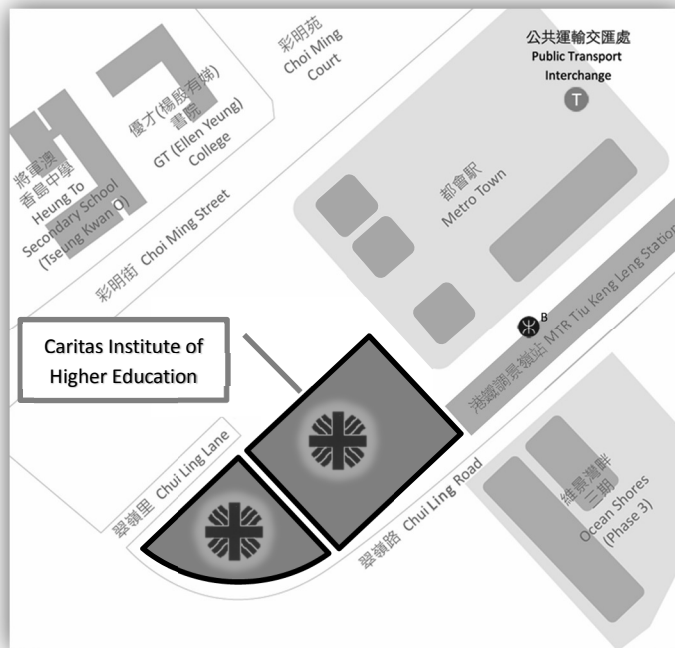 彩明苑
Choi Ming
Court
公共運輸交匯處
Public Transport
Interchange
T
優才(楊殷有娣)
書院
GT (Ellen Yeung)
College
將軍澳
香島中學
Heung To
Secondary School
(Tseung Kwan O)
彩明街 Choi Ming Street
都會駅
Metro Town
B
港鐵調景嶺站 MTR Tiu Keng Leng Station
Caritas Institute of
Higher Education
翠嶺里 Chui Ling Lane
翠嶺路 Chui Ling Road
維景灣畔
三期
Ocean Shores
(Phase 3)